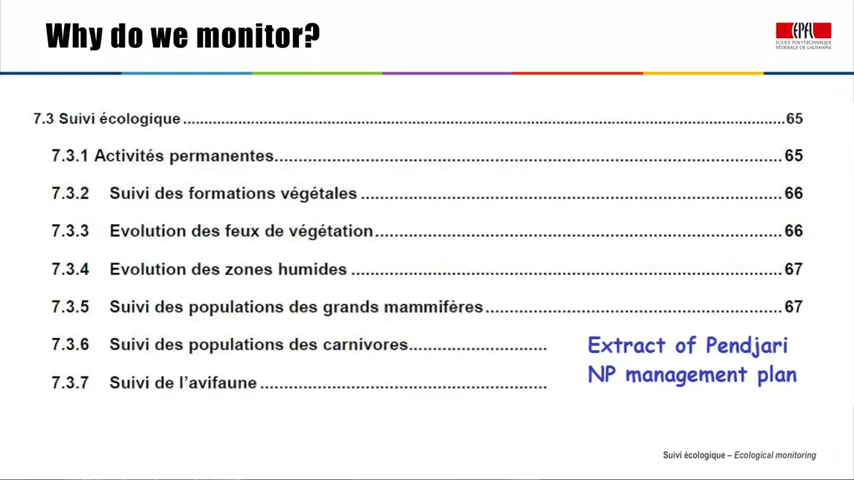 Why do we monitor?
EPFL
ÉCOLE POLYTECHNIQUE
FÉDÉRALE DE LAUSANNE
7.3 Suivi écologique 65
7.3.1 Activités permanentes 65
7.3.2 Suivi des formations végétales 66
7.3.3 Evolution des feux de végétation 66
7.3.4 Evolution des zones humides 67
7.3.5 Suivi des populations des grands mammifères 67
7.3.6 Suivi des populations des carnivores
7.3.7 Suivi de l'avifaune
Extract of Pendjari
NP management plan
Suivi écologique – Ecological monitoring